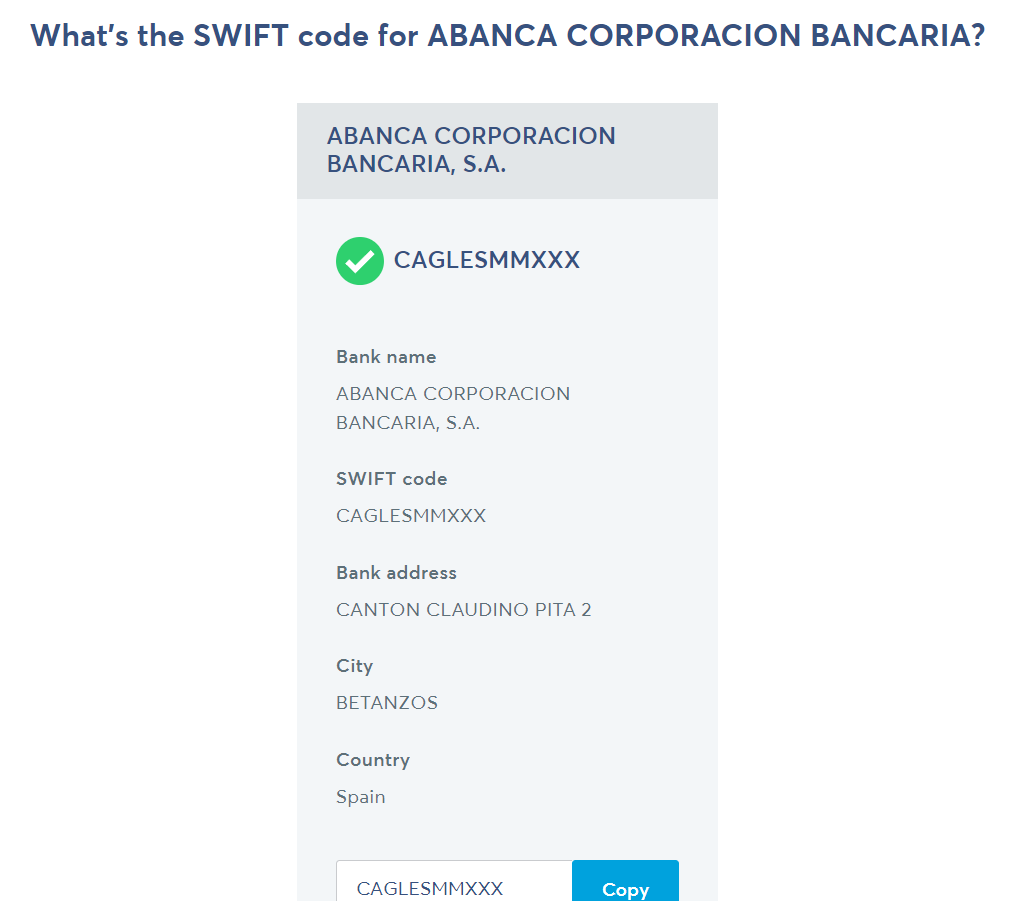 What's the SWIFT code for ABANCA CORPORACION BANCARIA?
ABANCA CORPORACION
BANCARIA, S.A.
CAGLESMMXXX
Bank name
ABANCA CORPORACION
BANCARIA, S.A.
SWIFT code
CAGLESMMXXX
Bank address
CANTON CLAUDINO PITA 2
City
BETANZOS
Country
Spain
CAGLESMMXXX Copy